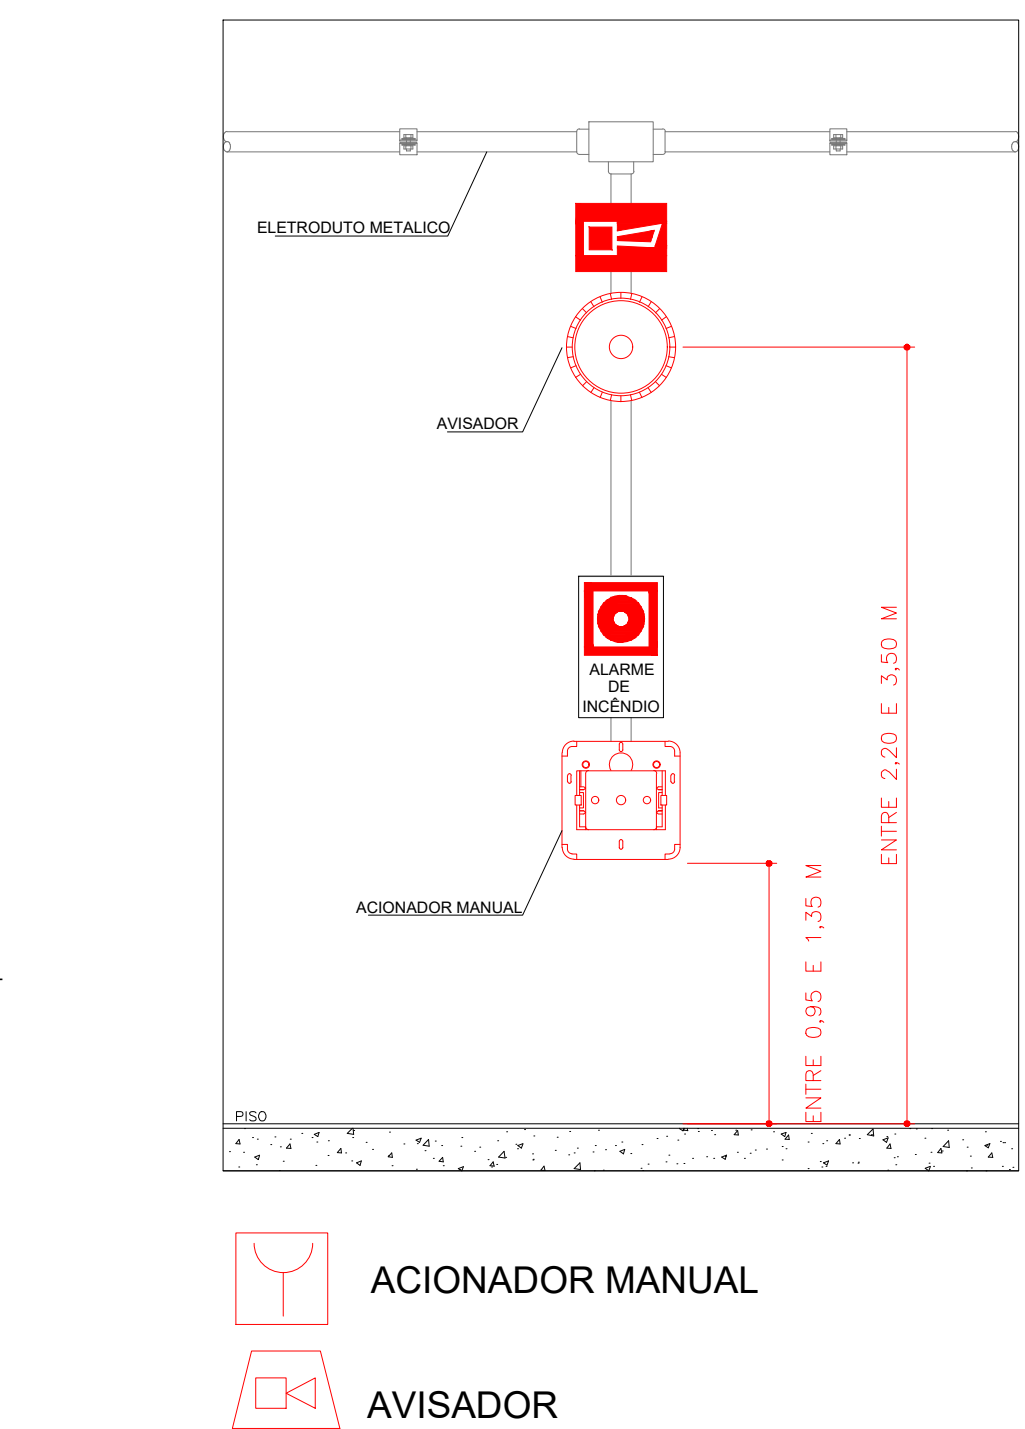 ELETRODUTO METALICO
AVISADOR
ALARME
DE
INCÊNDIO
ENTRE 2,20 E 3,50 M
ACIONADOR MANUAL
ENTRE 0,95 E 1,35 M
PISO
ACIONADOR MANUAL
AVISADOR